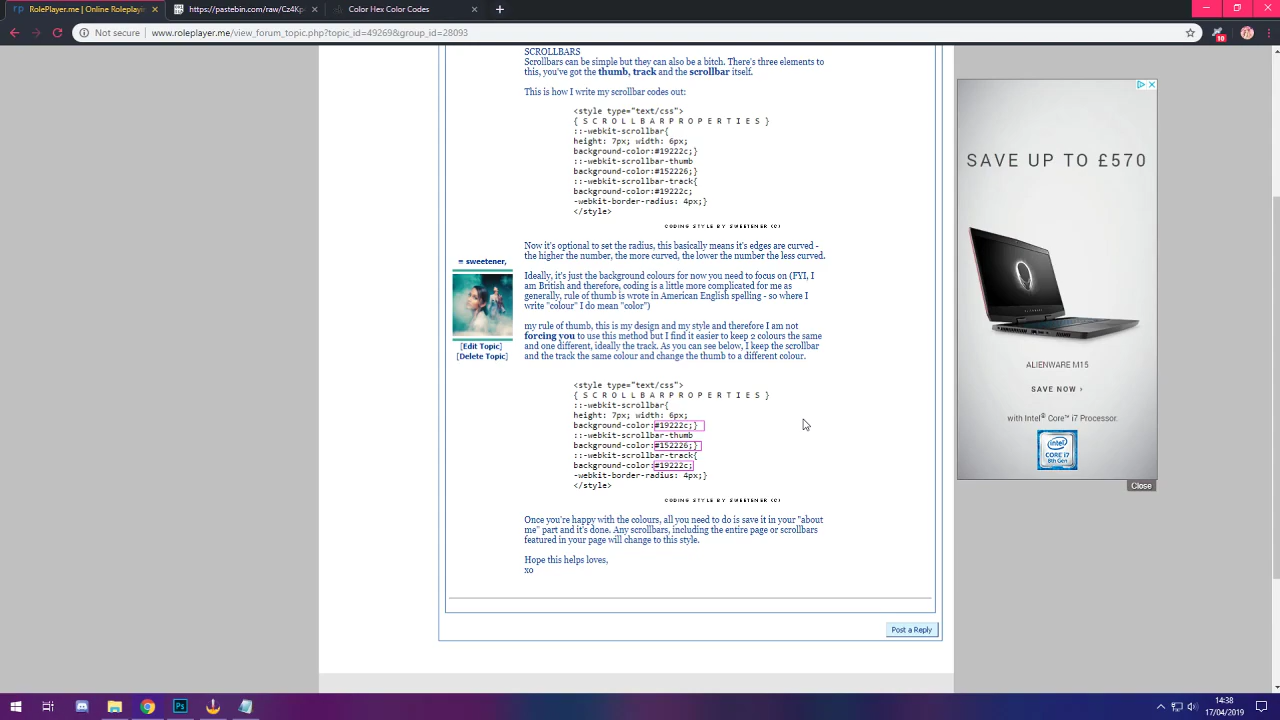 RolePlayer.me | Online Roleplay
https://pastebin.com/raw/Cz4Kp
Color Hex Color Codes
Not secure
www.roleplayer.me/view_forum_topic.php?topic_id=49269&group_id=28093
10
SCROLLBARS
Scrollbars can be simple but they can also be a bitch. There's three elements to
this, you've got the thumb, track and the scrollbar itself.
This is how I write my scrollbar codes out:
<style type="text/css">
{ S C R O L L B A R P R O P E R T I E S }
::-webkit-scrollbar{
height: 7px; width: 6px;
background-color:#19222c;}
::-webkit-scrollbar-thumb
background-color:#152226;}
::-webkit-scrollbar-track{
background-color:#19222c;
-webkit-border-radius: 4px;}
</style>
CODING STYLE BY SWEETENER (C)
Now it's optional to set the radius, this basically means it's edges are curved -
the higher the number, the more curved, the lower the number the less curved.
= sweetener,
[Edit Topic]
[Delete Topic]
Ideally, it's just the background colours for now you need to focus on (FYI, I
am British and therefore, coding is a little more complicated for me as
generally, rule of thumb is wrote in American English spelling - so where I
write "colour" I do mean "color")
my rule of thumb, this is my design and my style and therefore I am not
forcing you to use this method but I find it easier to keep 2 colours the same
and one different, ideally the track. As you can see below, I keep the scrollbar
and the track the same colour and change the thumb to a different colour.
<style type="text/css">
{ S C R O L L B A R P R O P E R T I E S }
::-webkit-scrollbar{
height: 7px; width: 6px;
background-color:#19222c;}
::-webkit-scrollbar-thumb
background-color:#152226;}
::-webkit-scrollbar-track{
background-color:#19222c;
-webkit-border-radius: 4px;}
</style>
CODING STYLE BY SWEETENER (C)
Once you're happy with the colours, all you need to do is save it in your "about
me" part and it's done. Any scrollbars, including the entire page or scrollbars
featured in your page will change to this style.
Hope this helps loves,
xo
Post a Reply
SAVE UP TO £570
ALIENWARE M15
SAVE NOW ›
with Intel® Core™ i7 Processor.
intel
CORE i7
8th Gen
Close
Ps
14:38
17/04/2019